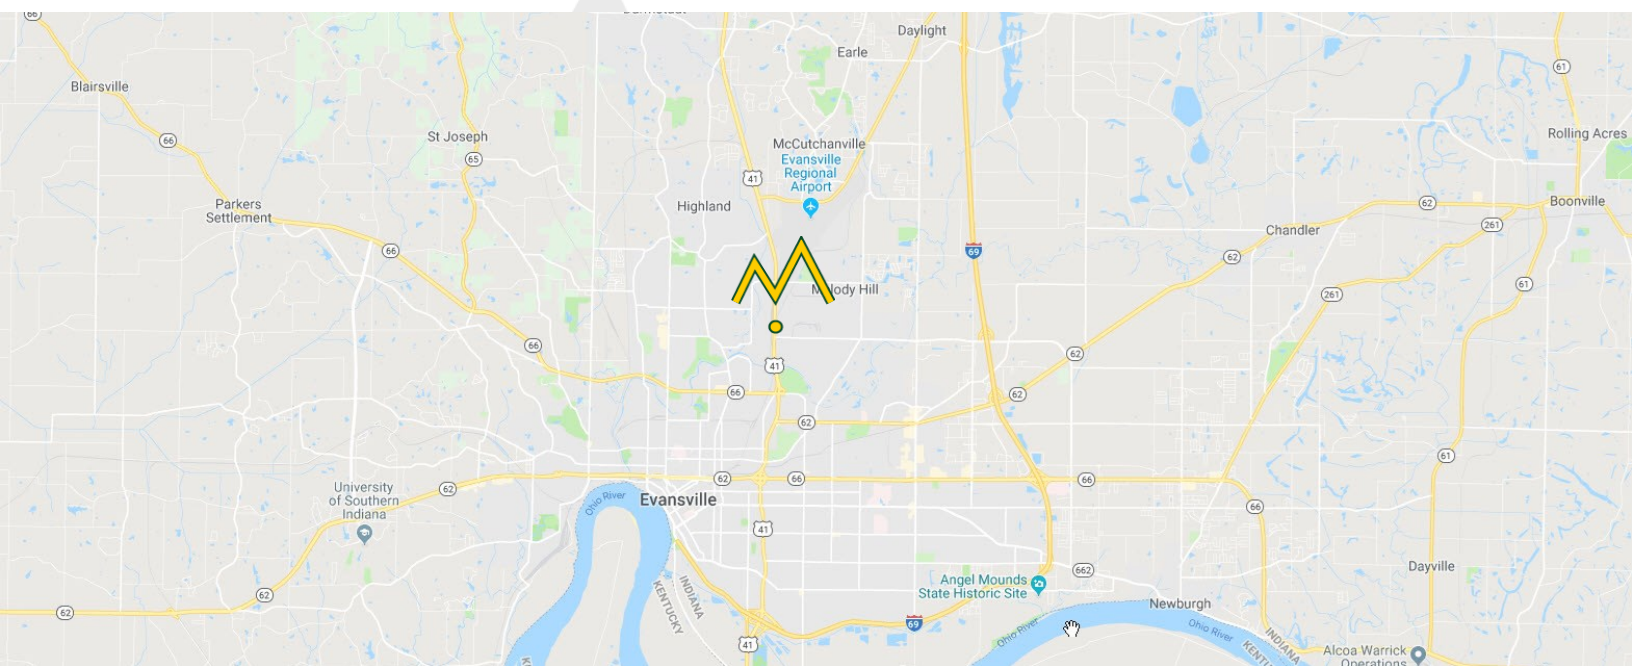 66
Daylight
Earle
61
Blairsville
Rolling Acres
66
St Joseph
McCutchanville
65
Evansville
Regional
Airport
41
Parkers
Settlement
Highland
62
Boonville
261
Chandler
66
69
62
61
Melody Hill
261
66
62
41
66
62
62
61
62
66
66
University
of Southern
Indiana
62
Ohio River
Evansville
66
41
Dayville
662
Angel Mounds
State Historic Site
INDIANA
KENTUCKY
62
62
Newburgh
69
Ohio River
Ohio River
INDIANA
41
Alcoa Warrick
Operations